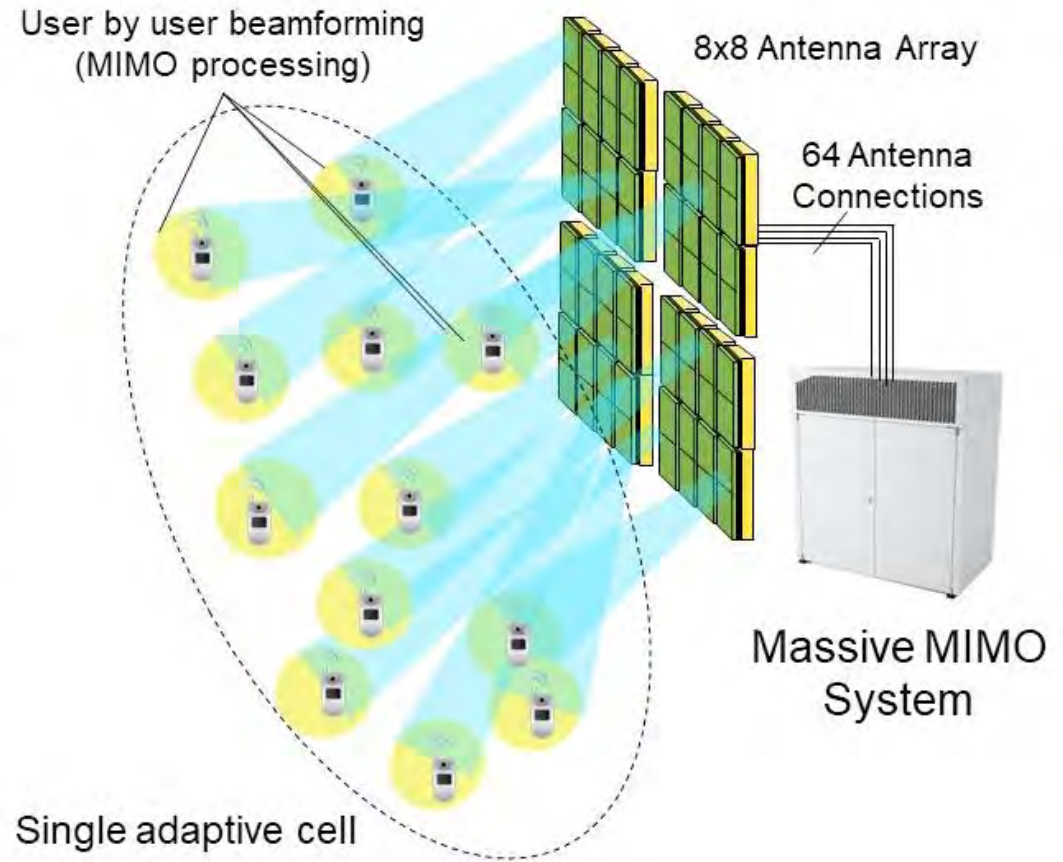 User by user beamforming
(MIMO processing)
8x8 Antenna Array
64 Antenna
Connections
Massive MIMO
System
Single adaptive cell